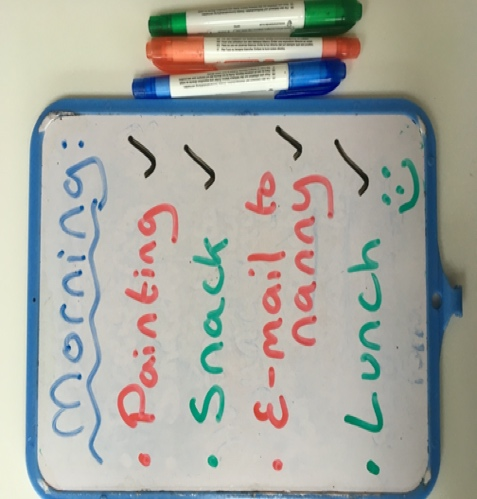 Morning:
• Painting ✓
• Snack ✓
• E-mail to ✓
nanny
• Lunch ✓